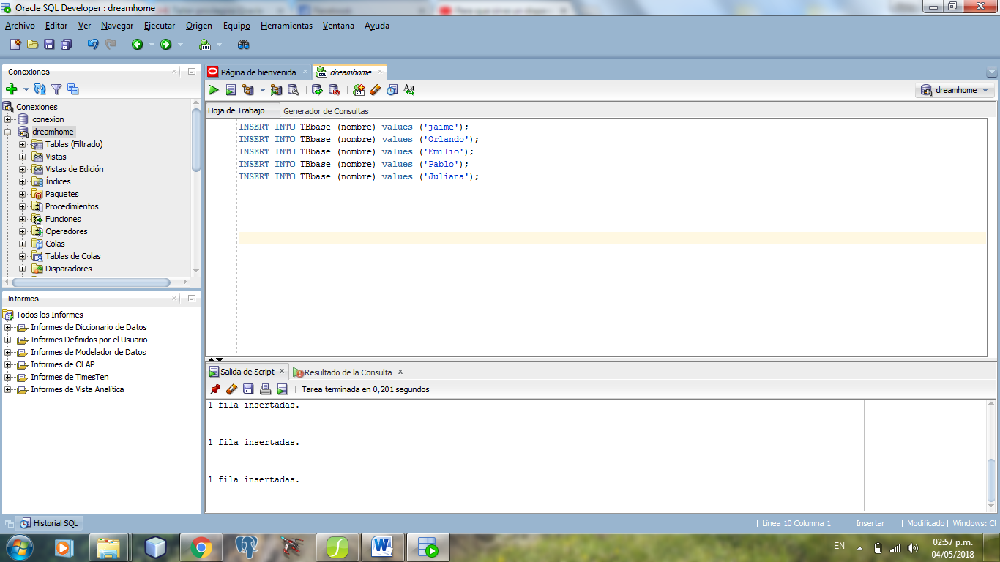 Oracle SQL Developer : dreamhome
Archivo Editar Ver Navegar Ejecutar Origen Equipo Herramientas Ventana Ayuda
Conexiones
Conexiones
conexion
dreamhome
Tablas (Filtrado)
Vistas
Vistas de Edición
Índices
Paquetes
Procedimientos
Funciones
Operadores
Colas
Tablas de Colas
Disparadores
Informes
Todos los Informes
Informes de Diccionario de Datos
Informes Definidos por el Usuario
Informes de Modelador de Datos
Informes de OLAP
Informes de TimesTen
Informes de Vista Analítica
Página de bienvenida
dreamhome
dreamhome
Hoja de Trabajo
Generador de Consultas
INSERT INTO TBbase (nombre) values ('jaime');
INSERT INTO TBbase (nombre) values ('Orlando');
INSERT INTO TBbase (nombre) values ('Emilio');
INSERT INTO TBbase (nombre) values ('Pablo');
INSERT INTO TBbase (nombre) values ('Juliana');
Salida de Script
Resultado de la Consulta
Tarea terminada en 0,201 segundos
1 fila insertadas.
1 fila insertadas.
1 fila insertadas.
Historial SQL
Línea 10 Columna 1
Insertar
Modificado
Windows: CF
EN
02:57 p.m.
04/05/2018